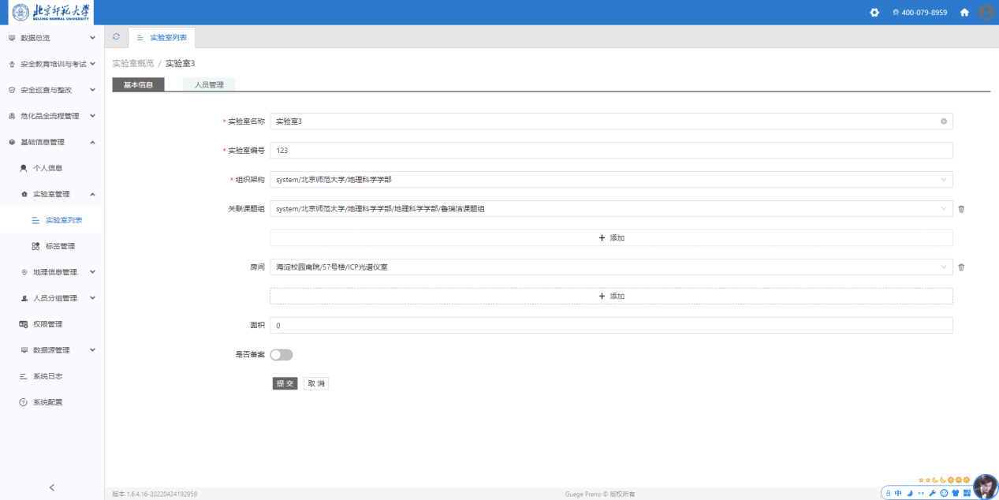 北京师范大学
BEIJING NORMAL UNIVERSITY
400-079-8959
数据总览
安全教育培训与考试
安全巡查与整改
危化品全流程管理
基础信息管理
个人信息
实验室管理
实验室列表
标签管理
地理信息管理
人员分组管理
权限管理
数据源管理
系统日志
系统配置
实验室列表
实验室概览 / 实验室3
基本信息
人员管理
* 实验室名称 实验室3
* 实验室编号 123
* 组织架构 system/北京师范大学/地理科学学部
关联课题组 system/北京师范大学/地理科学学部/地理科学学部/鲁瑞洁课题组
+ 添加
房间 海淀校园南院/57号楼/ICP光谱仪室
+ 添加
面积 0
是否备案
提 交 取 消
版本 1.6.4.16-20220424192959
Guege Preno © 版权所有
中